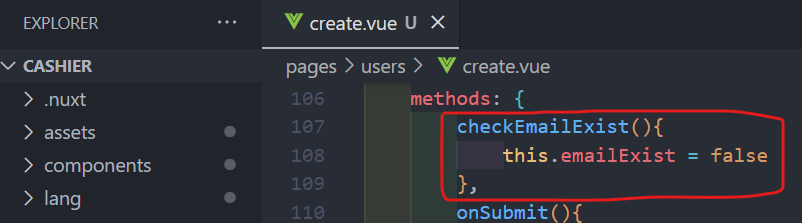 EXPLORER ···
create.vue U ×
CASHIER
pages > users > create.vue
> .nuxt
> assets
> components
> lang
106 methods: {
107 checkEmailExist(){
108 this.emailExist = false
109 },
110 onSubmit(){